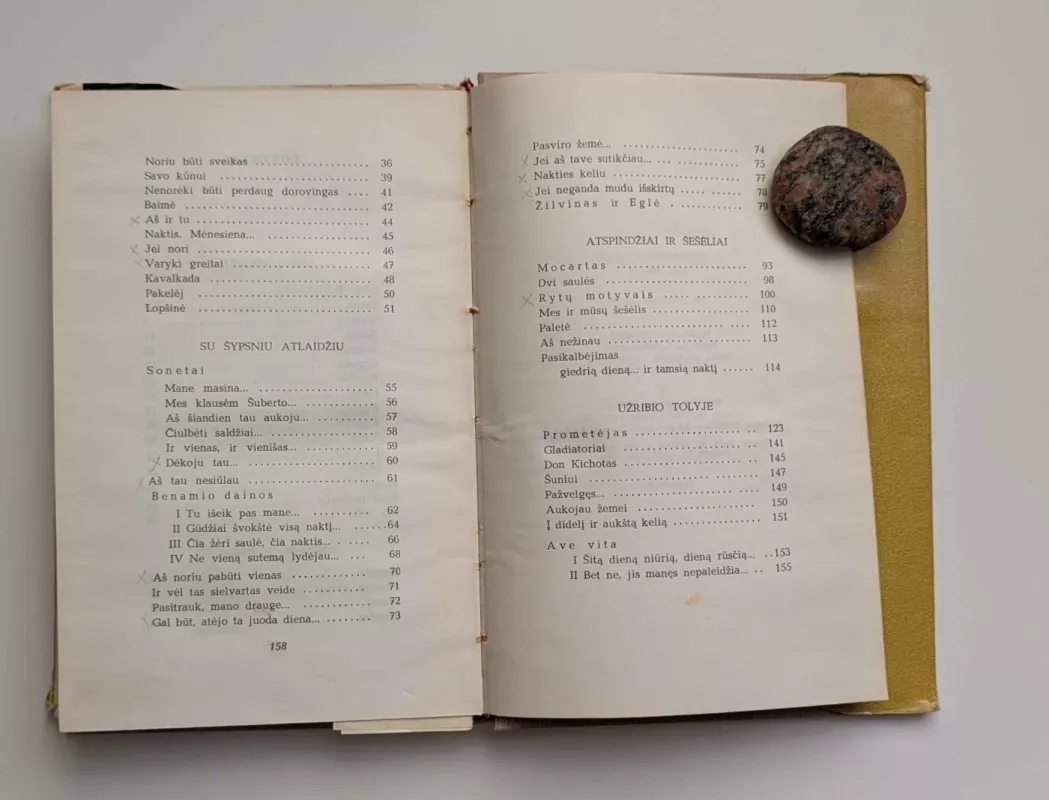 Noriu būti sveikas .................. 36
Savo kūnui ...................... 39
Nenorėki būti perdaug dorovingas .... 41
Baimė ........................... 42
Aš ir tu .......................... 44
Naktis. Mėnesiena... ................ 45
Jei nori .......................... 46
Varyki greitai ..................... 47
Kavalkada ........................ 48
Pakelėj ......................... 50
Lopšinė ......................... 51
SU ŠYPSNIU ATLAIDŽIU
Sonetai
Mane masina... .................... 55
Mes klausėm Šuberto... ............ 56
Aš šiandien tau aukoju... ............ 57
Čiulbėti saldžiai... ................ 58
Ir vienas, ir vienišas... ............ 59
Dėkoju tau... .................... 60
Aš tau nesiūlau .................... 61
Benamio dainos
I Tu išeik pas mane... ............ 62
II Gūdžiai švokštė visą naktį... ...... 64
III Čia žėri saulė, čia naktis... ...... 66
IV Ne vieną sutemą lydėjau... ... 68
Aš noriu pabūti vienas ............ 70
Ir vėl tas sielvartas veide .......... 71
Pasitrauk, mano drauge... ............ 72
Gal būt, atėjo ta juoda diena... ........ 73
158
Pasviro žemė... .................. 74
Jei aš tave sutikčiau... ... ......... 75
Nakties keliu .................... 77
Jei neganda mudu išskirtų ..... ...... 78
Žilvinas ir Eglė . ............ 79
ATSPINDŽIAI IR ŠEŠĖLIAI
Mocartas ........................ 93
Dvi saulės ...................... 98
Rytų motyvais ..... .......... 100
Mes ir mūsų šešėlis ................ 110
Paletė ...................... .... 112
Aš nežinau ................ ........ 113
Pasikalbėjimas
giedrią dieną... ir tamsią naktį ...... 114
UŽRIBIO TOLYJE
Prometėjas .................. .. 123
Gladiatoriai .................. .. 141
Don Kichotas .................... .. 145
Šuniui .................... .... 147
Pažvelgęs... .................. .... 149
Aukojau žemei .................... 150
Į didelį ir aukštą kelią ................ 151
Ave vita
I Šitą dieną niūrią, dieną rūsčią... ..153
II Bet ne, jis manęs nepaleidžia... .. 155